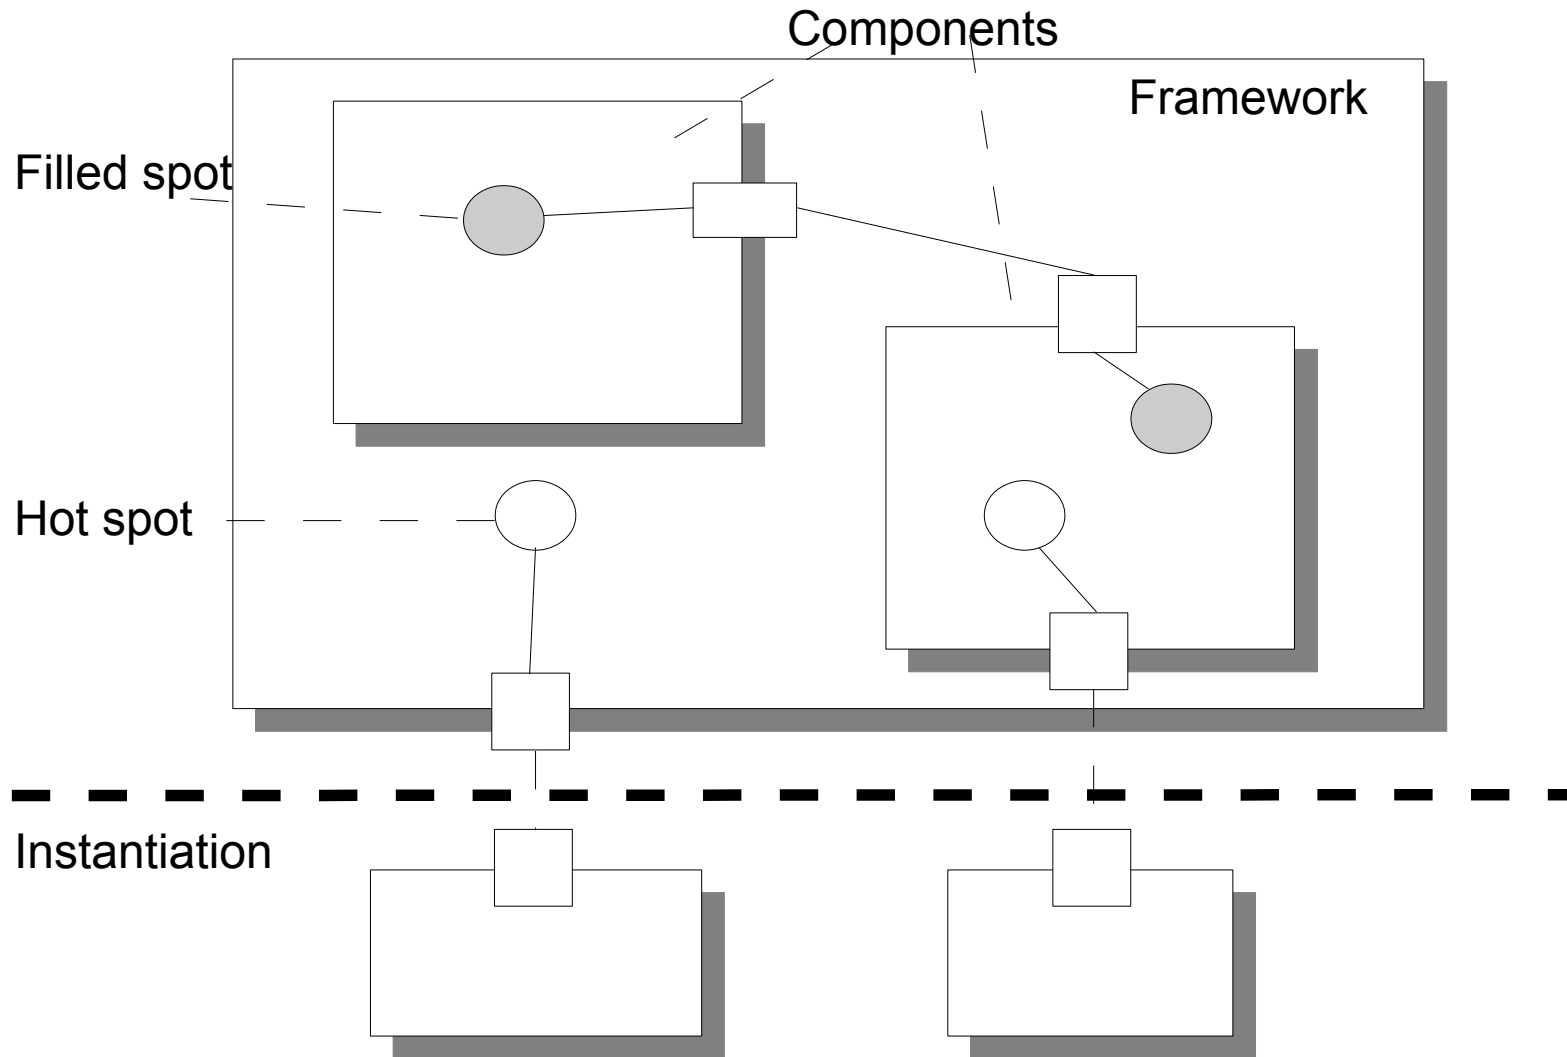 Components
Framework
Filled spot
Hot spot
Instantiation